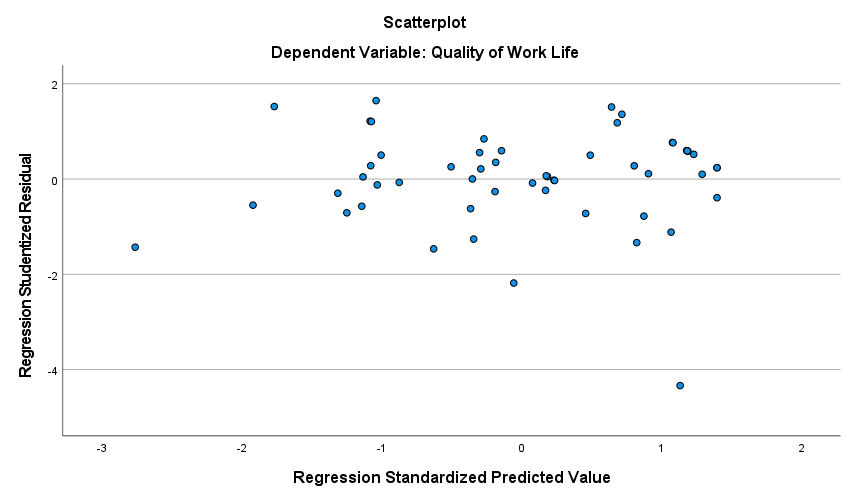 Scatterplot
Dependent Variable: Quality of Work Life
Regression Studentized Residual
2
0
-2
-4
-3
-2
-1
0
1
2
Regression Standardized Predicted Value